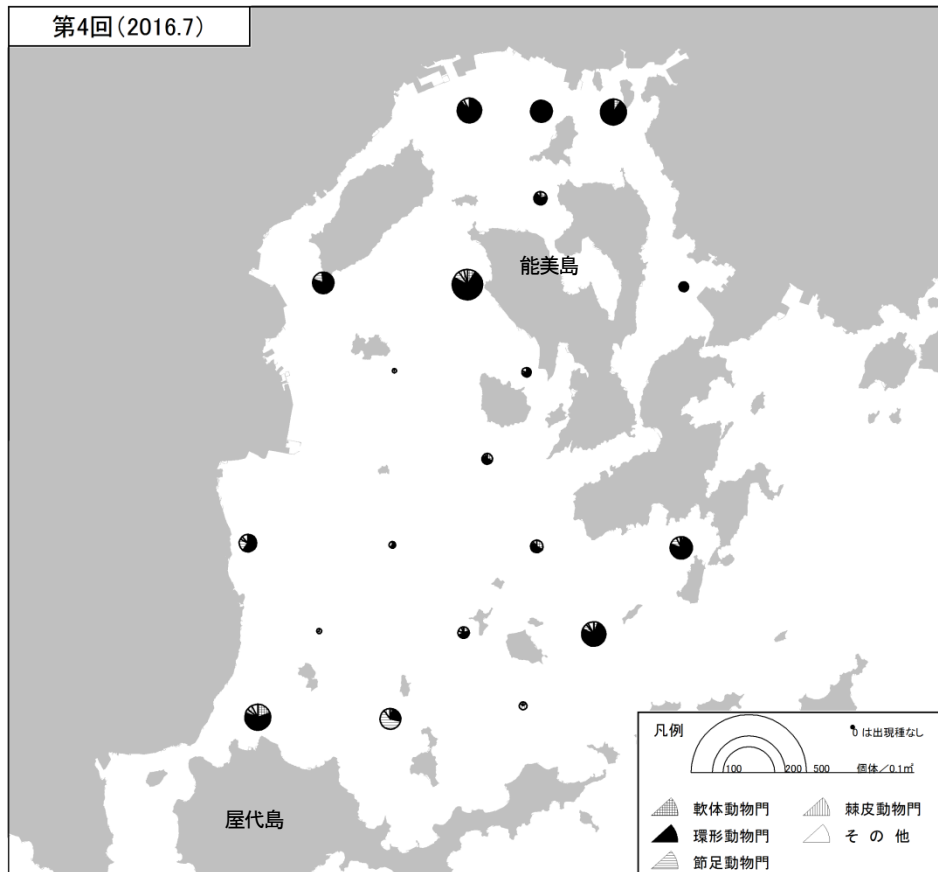 第4回(2016.7)
能美島
屋代島
凡例
0 は出現種なし
100 200 500 個体／0.1㎡
軟体動物門 棘皮動物門
環形動物門 そ の 他
節足動物門